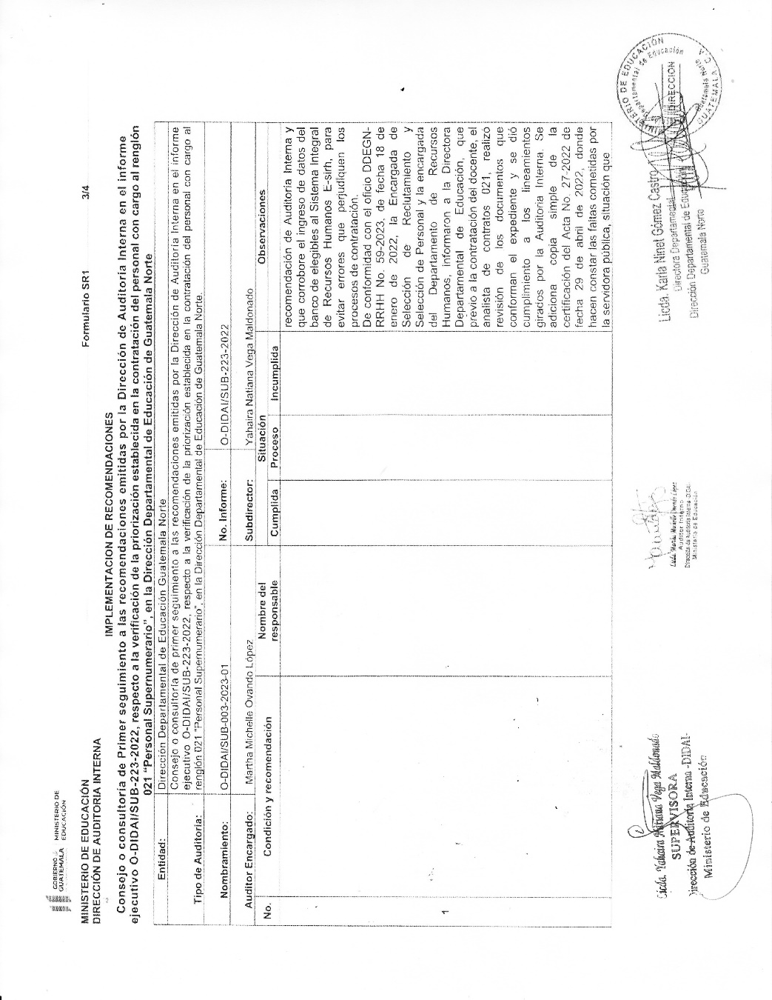 GOBIERNO DE
GUATEMALA
MINISTERIO DE
EDUCACIÓN
MINISTERIO DE EDUCACIÓN
DIRECCIÓN DE AUDITORIA INTERNA
Formulario SR1
3/4
IMPLEMENTACION DE RECOMENDACIONES
Consejo o consultoría de Primer seguimiento a las recomendaciones emitidas por la Dirección de Auditoría Interna en el informe
ejecutivo O-DIDAI/SUB-223-2022, respecto a la verificación de la priorización establecida en la contratación del personal con cargo al renglón
021 "Personal Supernumerario", en la Dirección Departamental de Educación de Guatemala Norte
Entidad:
Dirección Departamental de Educación Guatemala Norte
Tipo de Auditoria:
Consejo o consultoría de primer seguimiento a las recomendaciones emitidas por la Dirección de Auditoría Interna en el informe
ejecutivo O-DIDAI/SUB-223-2022, respecto a la verificación de la priorización establecida en la contratación del personal con cargo al
renglón 021 "Personal Supernumerario", en la Dirección Departamental de Educación de Guatemala Norte.
Nombramiento:
O-DIDAI/SUB-003-2023-01
No. Informe:
O-DIDAI/SUB-223-2022
Auditor Encargado:
Martha Michelle Ovando López
Subdirector:
Yahaira Natiana Vega Maldonado
No.
Condición y recomendación
Nombre del
responsable
Situación
Cumplida
Proceso
Incumplida
Observaciones
1
recomendación de Auditoria Interna y
que corrobore el ingreso de datos del
banco de elegibles al Sistema Integral
de Recursos Humanos E-sirh, para
evitar errores que perjudiquen los
procesos de contratación.
De conformidad con el oficio DDEGN-
RRHH No. 59-2023, de fecha 18 de
enero de 2022, la Encargada de
Selección de Reclutamiento y
Selección de Personal y la encargada
del Departamento de Recursos
Humanos, informaron a la Directora
Departamental de Educación, que
previo a la contratación del docente, el
analista de contratos 021, realizó
revisión de los documentos que
conforman el expediente y se dió
cumplimiento a los lineamientos
girados por la Auditoria Interna. Se
adiciona copia simple de la
certificación del Acta No. 27-2022 de
fecha 29 de abril de 2022, donde
hacen constar las faltas cometidas por
la servidora pública, situación que
Licda. Yahaira Natiana Vega Maldonado
SUPERVISORA
Dirección de Auditoría Interna -DIDAI-
Ministerio de Educación
Auditor Interno
Dirección de Auditoria Interna -DIDAI-
Ministerio de Educación
Licda. Karla Ninet Gómez Castro
Directora Departamental
Dirección Departamental de Educación
Guatemala Norte
MINISTERIO DE EDUCACIÓN
Departamental de Educación
DIRECCIÓN
Guatemala Norte
GUATEMALA, C.A.